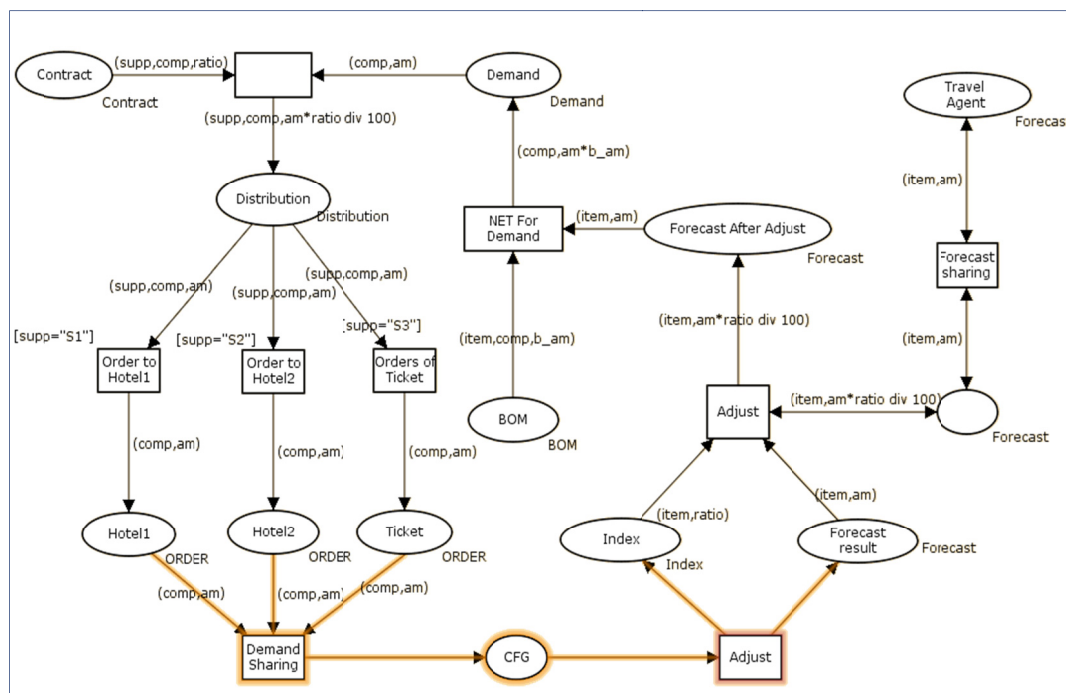 Contract
Contract
(supp,comp,ratio)
(comp,am)
Demand
Demand
(supp,comp,am*ratio div 100)
(comp,am*b_am)
Travel
Agent
Forecast
(item,am)
Distribution
Distribution
NET For
Demand
(item,am)
Forecast After Adjust
Forecast
Forecast
sharing
(supp,comp,am)
(supp,comp,am)
(supp,comp,am)
[supp="S1"]
[supp="S2"]
[supp="S3"]
(item,comp,b_am)
(item,am*ratio div 100)
(item,am)
Order to
Hotel1
Order to
Hotel2
Orders of
Ticket
BOM
BOM
Adjust
(item,am*ratio div 100)
Forecast
(comp,am)
(comp,am)
(comp,am)
(item,ratio)
(item,am)
Hotel1
ORDER
Hotel2
ORDER
Ticket
ORDER
Index
Index
Forecast
result
Forecast
(comp,am)
(comp,am)
(comp,am)
Demand
Sharing
CFG
Adjust